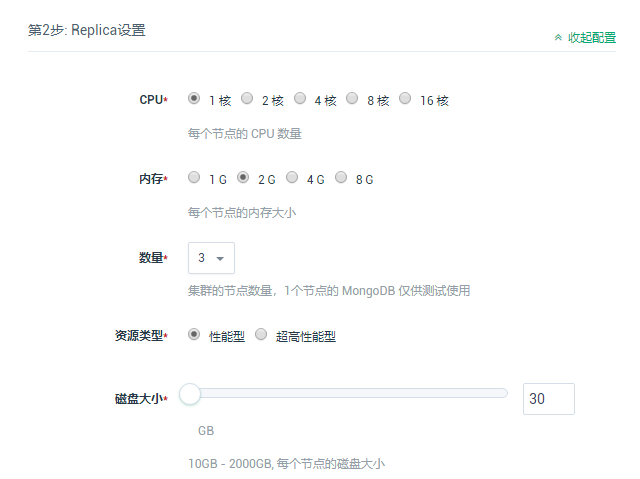 第2步: Replica设置
收起配置
CPU* 1 核 2 核 4 核 8 核 16 核
每个节点的 CPU 数量
内存* 1 G 2 G 4 G 8 G
每个节点的内存大小
数量* 3
集群的节点数量，1个节点的 MongoDB 仅供测试使用
资源类型* 性能型 超高性能型
磁盘大小* 30
GB
10GB - 2000GB, 每个节点的磁盘大小